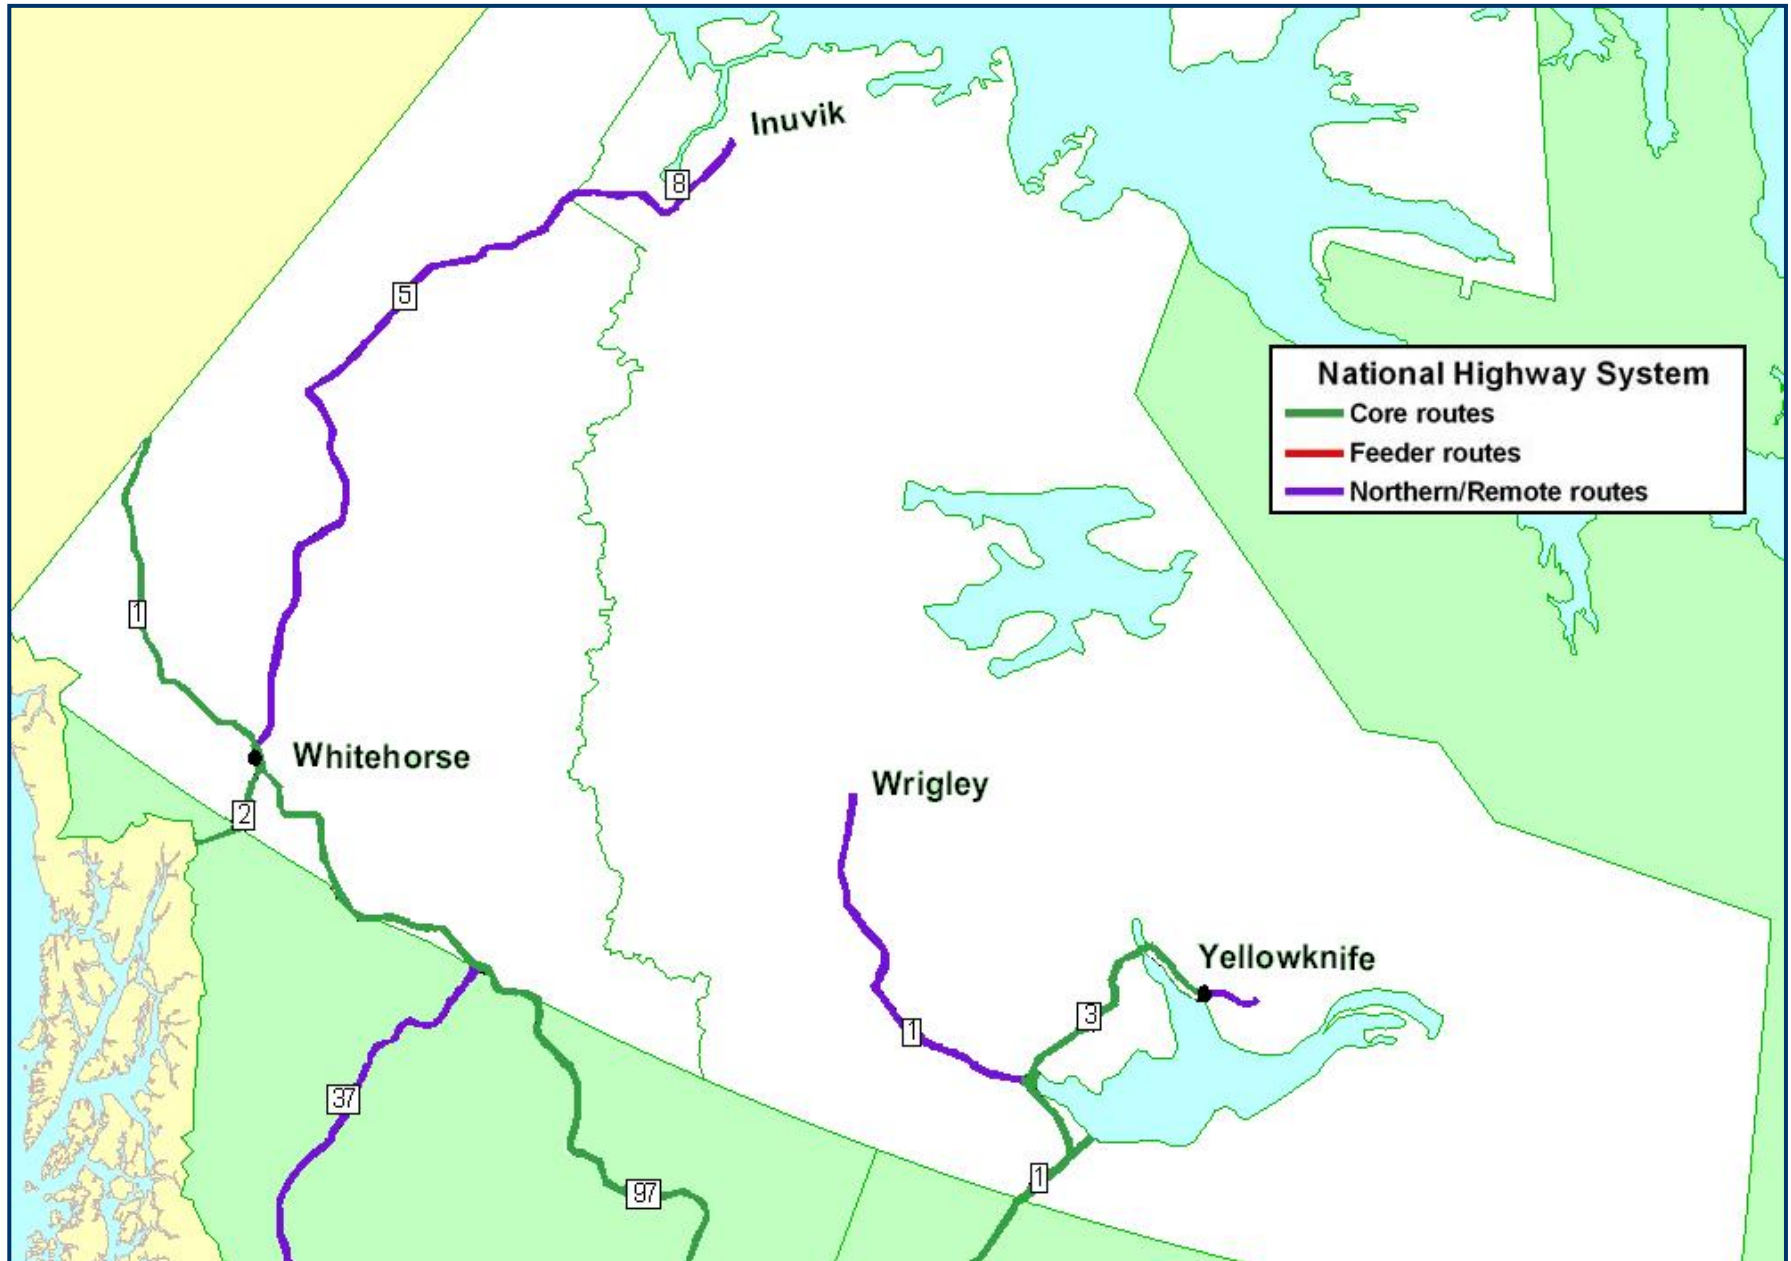 Inuvik
8
5
National Highway System
Core routes
Feeder routes
Northern/Remote routes
1
Whitehorse
2
Wrigley
Yellowknife
3
1
37
1
97